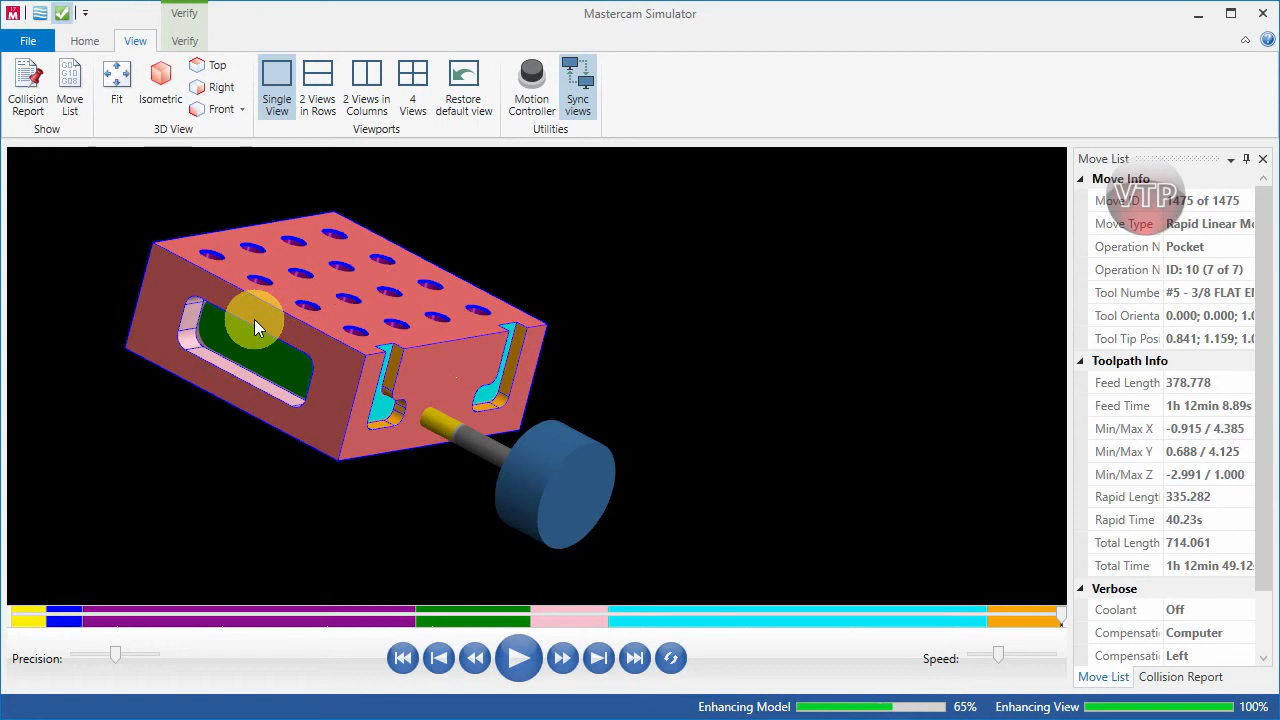 Verify
Mastercam Simulator
File
Home
View
Verify
Collision
Report
Move
List
Show
Fit
Isometric
Top
Right
Front
3D View
Single
View
2 Views
in Rows
2 Views in
Columns
4
Views
Restore
default view
Viewports
Motion
Controller
Sync
views
Utilities
Move List
Move Info
VTP
1475 of 1475
Move Type Rapid Linear Mo
Operation N Pocket
Operation N ID: 10 (7 of 7)
Tool Numbe #5 - 3/8 FLAT EN
Tool Orienta 0.000; 0.000; 1.0
Tool Tip Pos 0.841; 1.159; 1.0
Toolpath Info
Feed Length 378.778
Feed Time 1h 12min 8.89s
Min/Max X -0.915 / 4.385
Min/Max Y 0.688 / 4.125
Min/Max Z -2.991 / 1.000
Rapid Lengt 335.282
Rapid Time 40.23s
Total Length 714.061
Total Time 1h 12min 49.12
Verbose
Coolant Off
Compensati Computer
Compensati Left
Move List
Collision Report
Precision:
Speed:
Enhancing Model 65%
Enhancing View 100%